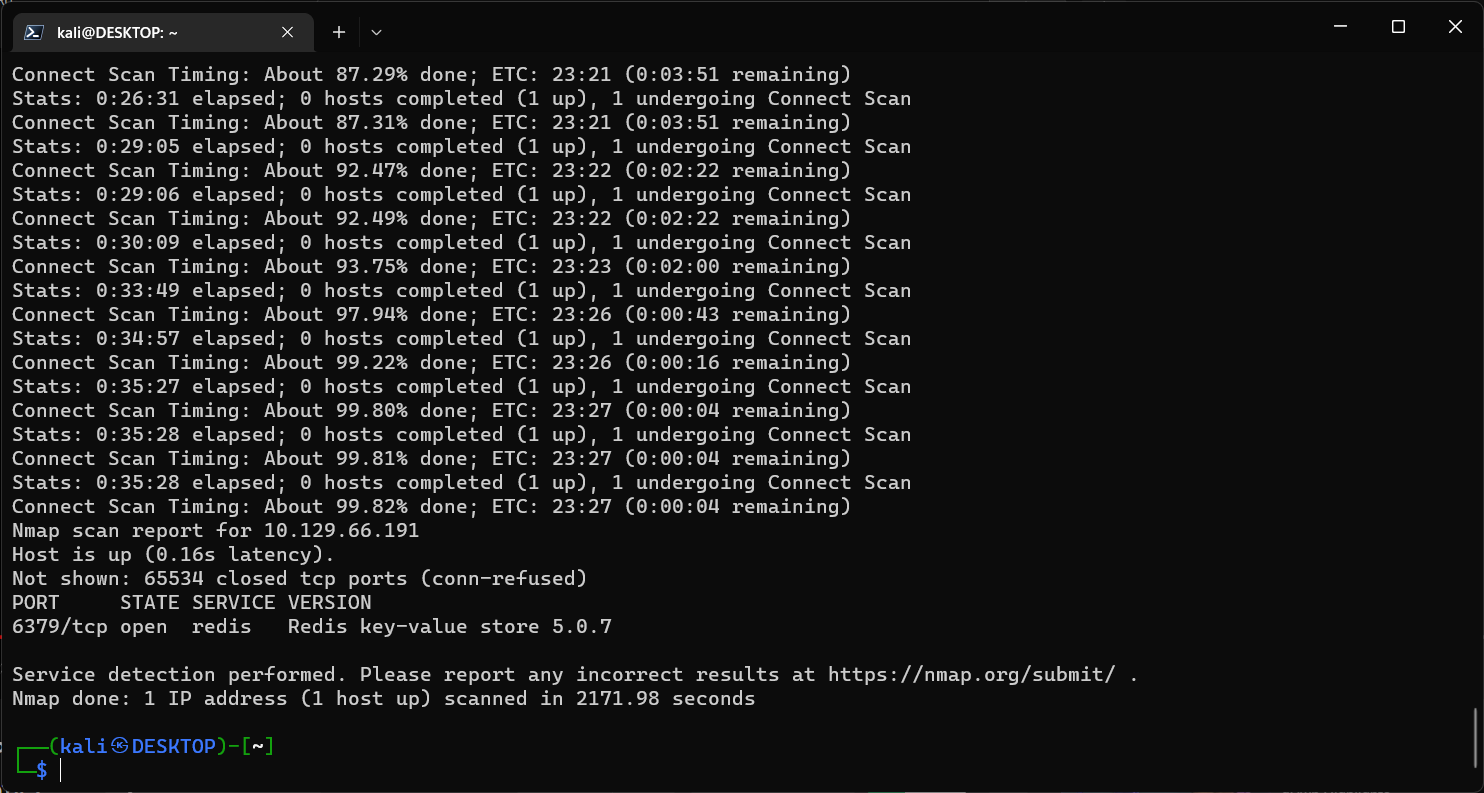 kali@DESKTOP: ~
Connect Scan Timing: About 87.29% done; ETC: 23:21 (0:03:51 remaining)
Stats: 0:26:31 elapsed; 0 hosts completed (1 up), 1 undergoing Connect Scan
Connect Scan Timing: About 87.31% done; ETC: 23:21 (0:03:51 remaining)
Stats: 0:29:05 elapsed; 0 hosts completed (1 up), 1 undergoing Connect Scan
Connect Scan Timing: About 92.47% done; ETC: 23:22 (0:02:22 remaining)
Stats: 0:29:06 elapsed; 0 hosts completed (1 up), 1 undergoing Connect Scan
Connect Scan Timing: About 92.49% done; ETC: 23:22 (0:02:22 remaining)
Stats: 0:30:09 elapsed; 0 hosts completed (1 up), 1 undergoing Connect Scan
Connect Scan Timing: About 93.75% done; ETC: 23:23 (0:02:00 remaining)
Stats: 0:33:49 elapsed; 0 hosts completed (1 up), 1 undergoing Connect Scan
Connect Scan Timing: About 97.94% done; ETC: 23:26 (0:00:43 remaining)
Stats: 0:34:57 elapsed; 0 hosts completed (1 up), 1 undergoing Connect Scan
Connect Scan Timing: About 99.22% done; ETC: 23:26 (0:00:16 remaining)
Stats: 0:35:27 elapsed; 0 hosts completed (1 up), 1 undergoing Connect Scan
Connect Scan Timing: About 99.80% done; ETC: 23:27 (0:00:04 remaining)
Stats: 0:35:28 elapsed; 0 hosts completed (1 up), 1 undergoing Connect Scan
Connect Scan Timing: About 99.81% done; ETC: 23:27 (0:00:04 remaining)
Stats: 0:35:28 elapsed; 0 hosts completed (1 up), 1 undergoing Connect Scan
Connect Scan Timing: About 99.82% done; ETC: 23:27 (0:00:04 remaining)
Nmap scan report for 10.129.66.191
Host is up (0.16s latency).
Not shown: 65534 closed tcp ports (conn-refused)
PORT     STATE SERVICE VERSION
6379/tcp open  redis   Redis key-value store 5.0.7

Service detection performed. Please report any incorrect results at https://nmap.org/submit/ .
Nmap done: 1 IP address (1 host up) scanned in 2171.98 seconds

┌──(kali㉿DESKTOP)-[~]
└─$